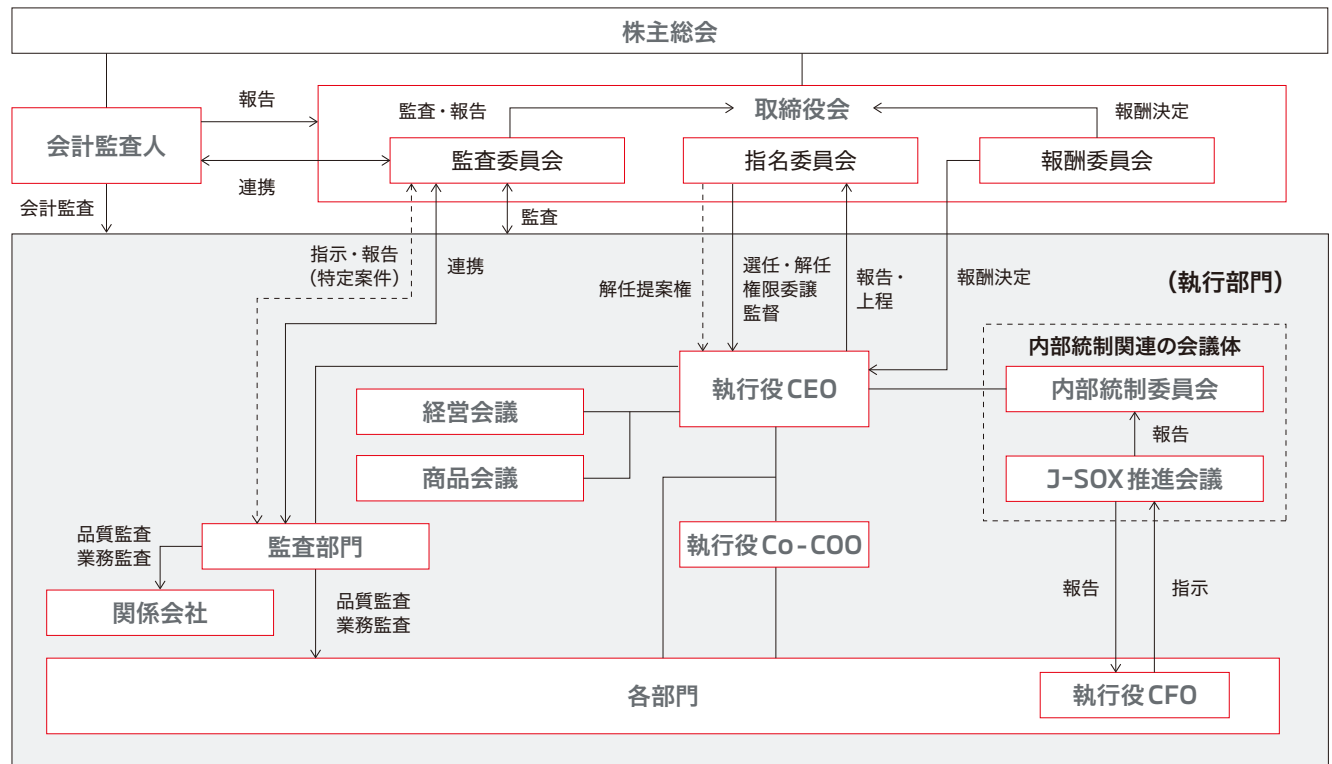 株主総会
報告
監査・報告
取締役会
報酬決定
会計監査人
監査委員会
指名委員会
報酬委員会
連携
会計監査
監査
指示・報告
（特定案件）
連携
解任提案権
選任・解任
権限委譲
監督
報告・
上程
報酬決定
（執行部門）
内部統制関連の会議体
執行役CEO
内部統制委員会
経営会議
報告
商品会議
J-SOX推進会議
品質監査
業務監査
監査部門
執行役Co-COO
関係会社
品質監査
業務監査
報告
指示
各部門
執行役CFO